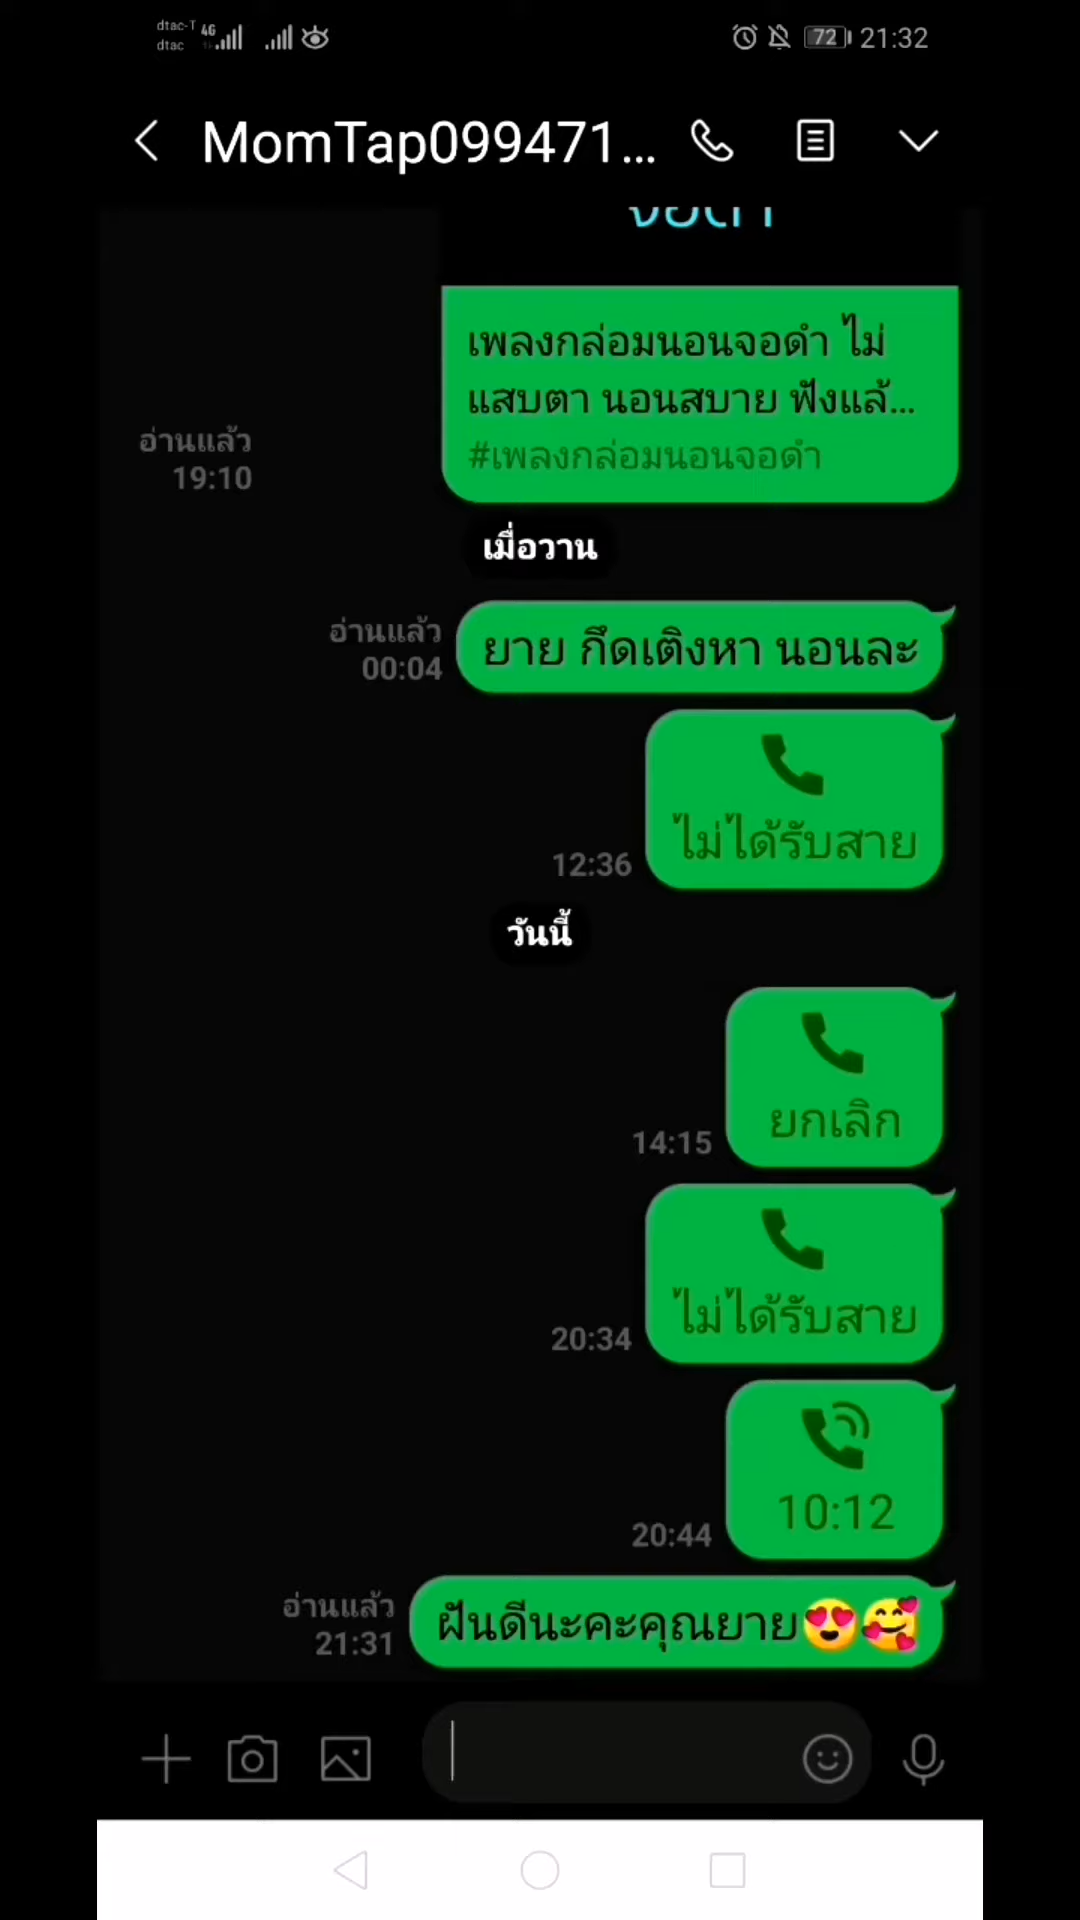 dtac-T 4G
dtac
72 21:32
MomTap099471...
จอดำ
เพลงกล่อมนอนจอดำ ไม่
แสบตา นอนสบาย ฟังแล้...
#เพลงกล่อมนอนจอดำ
อ่านแล้ว
19:10
เมื่อวาน
อ่านแล้ว
00:04
ยาย กึดเติงหา นอนละ
ไม่ได้รับสาย
12:36
วันนี้
ยกเลิก
14:15
ไม่ได้รับสาย
20:34
10:12
20:44
อ่านแล้ว
21:31
ฝันดีนะคะคุณยาย😍🥰